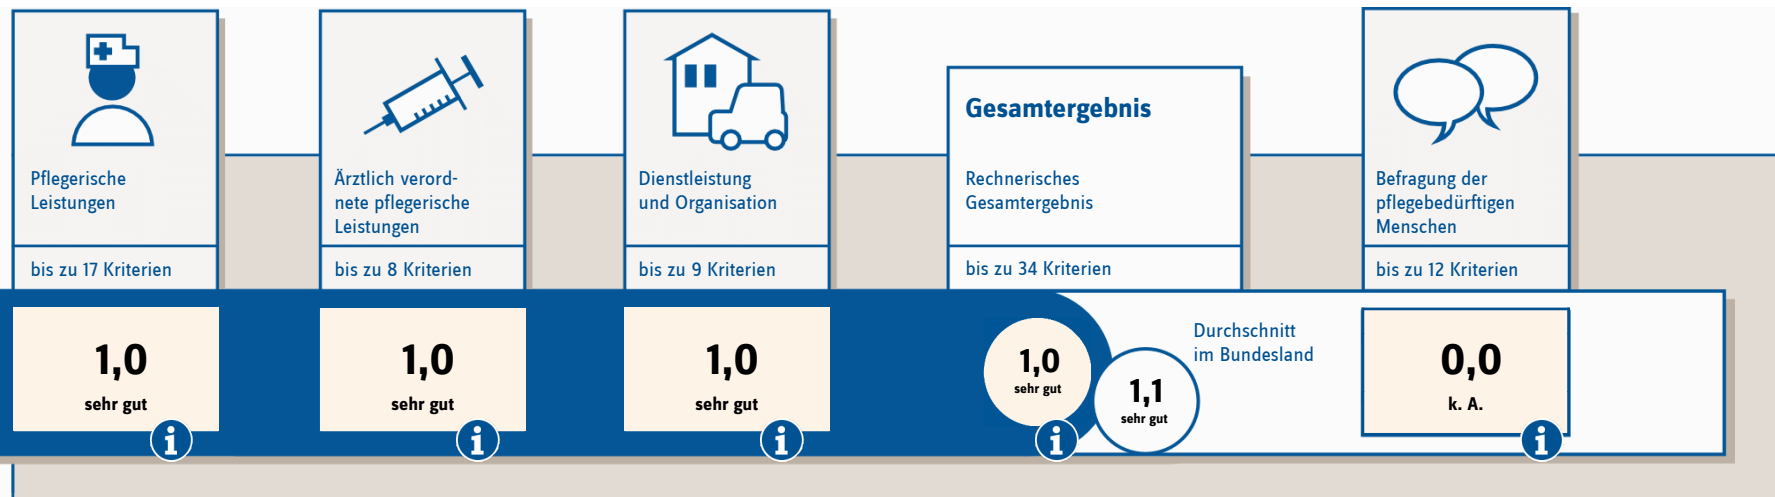 Pflegerische
Leistungen
bis zu 17 Kriterien
1,0
sehr gut
i
Ärztlich verord-
nete pflegerische
Leistungen
bis zu 8 Kriterien
1,0
sehr gut
i
Dienstleistung
und Organisation
bis zu 9 Kriterien
1,0
sehr gut
i
Gesamtergebnis
Rechnerisches
Gesamtergebnis
bis zu 34 Kriterien
1,0
sehr gut
i
1,1
sehr gut
Durchschnitt
im Bundesland
Befragung der
pflegebedürftigen
Menschen
bis zu 12 Kriterien
0,0
k. A.
i